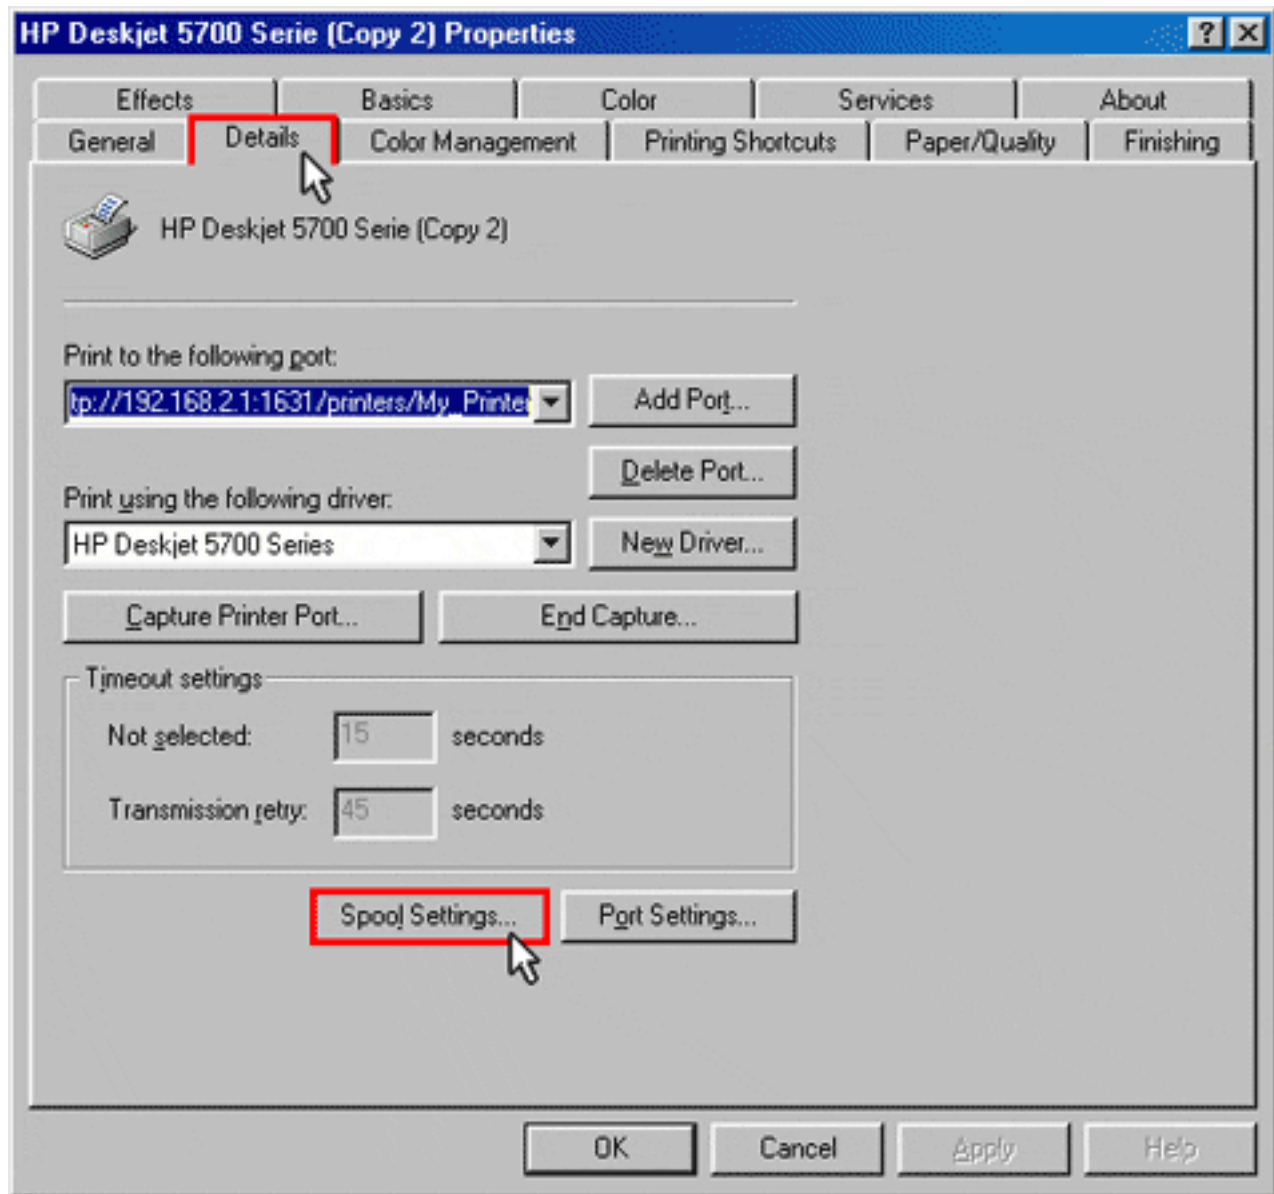 HP Deskjet 5700 Serie (Copy 2) Properties
Effects Basics Color Services About
General Details Color Management Printing Shortcuts Paper/Quality Finishing
HP Deskjet 5700 Serie (Copy 2)
Print to the following port:
tp://192.168.2.1:1631/printers/My_Printer Add Port...
Delete Port...
Print using the following driver:
HP Deskjet 5700 Series New Driver...
Capture Printer Port... End Capture...
Timeout settings
Not selected: 15 seconds
Transmission retry: 45 seconds
Spool Settings... Port Settings...
OK Cancel Apply Help